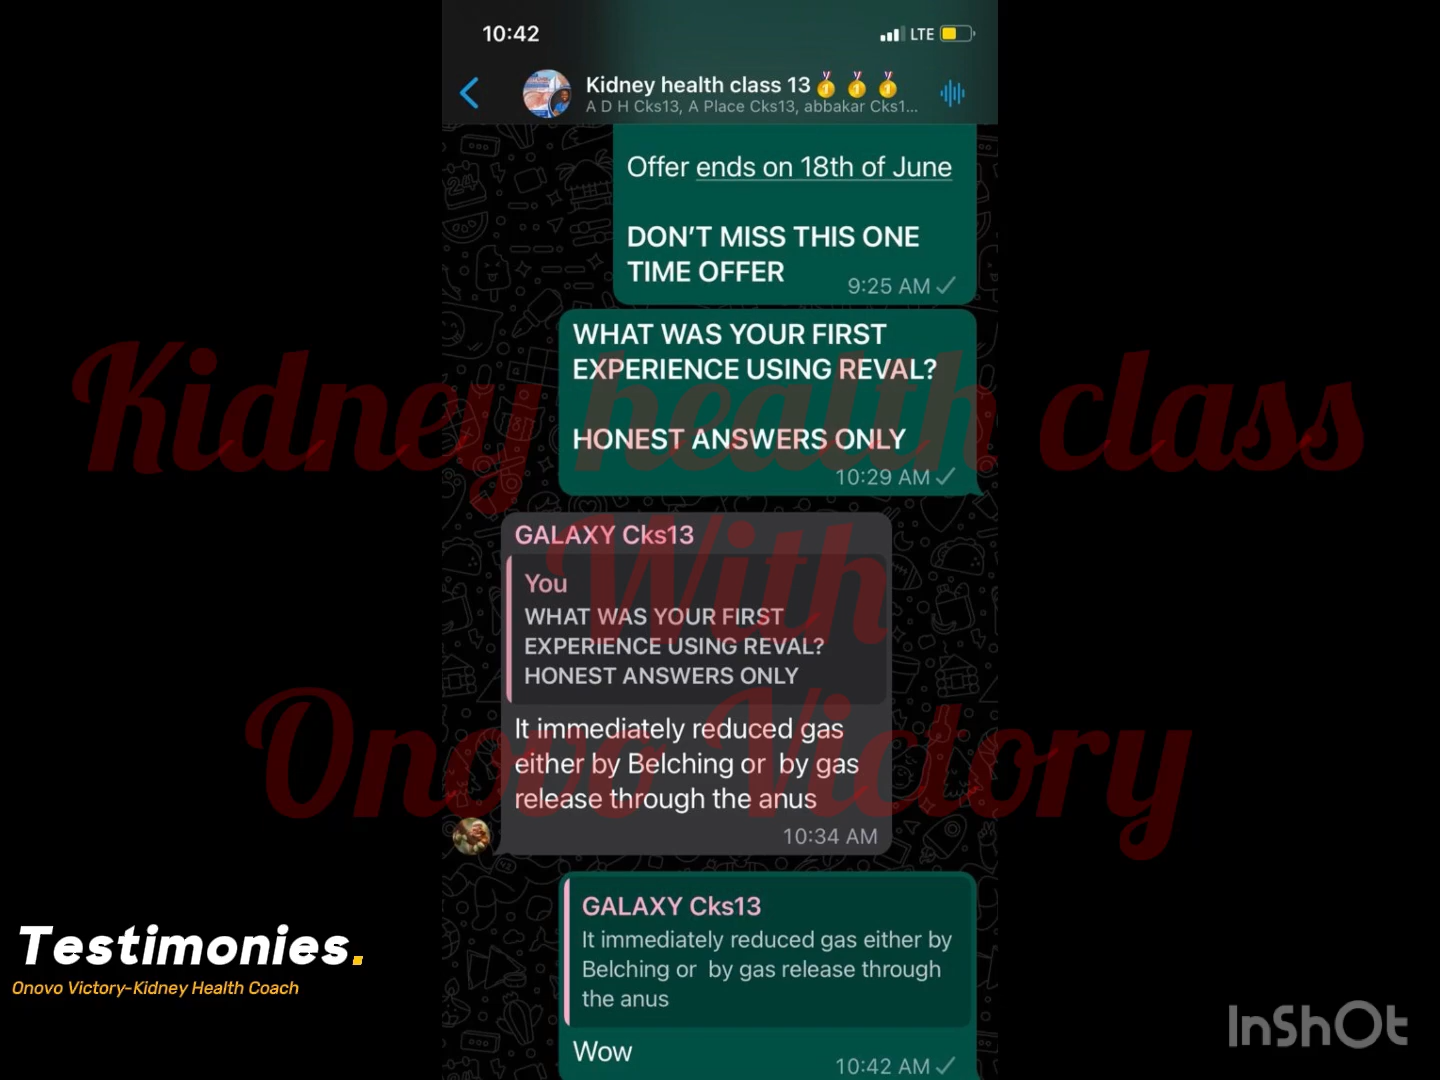 10:42
LTE
Kidney health class 13🏅🏅🏅
A D H Cks13, A Place Cks13, abbakar Cks1...
Offer ends on 18th of June
DON'T MISS THIS ONE
TIME OFFER
9:25 AM
WHAT WAS YOUR FIRST
EXPERIENCE USING REVAL?
HONEST ANSWERS ONLY
10:29 AM
GALAXY Cks13
You
WHAT WAS YOUR FIRST
EXPERIENCE USING REVAL?
HONEST ANSWERS ONLY
It immediately reduced gas
either by Belching or  by gas
release through the anus
10:34 AM
GALAXY Cks13
It immediately reduced gas either by
Belching or  by gas release through
the anus
Wow
10:42 AM
Kidney health class
With
Onovo Victory
Testimonies.
Onovo Victory-Kidney Health Coach
InShOt